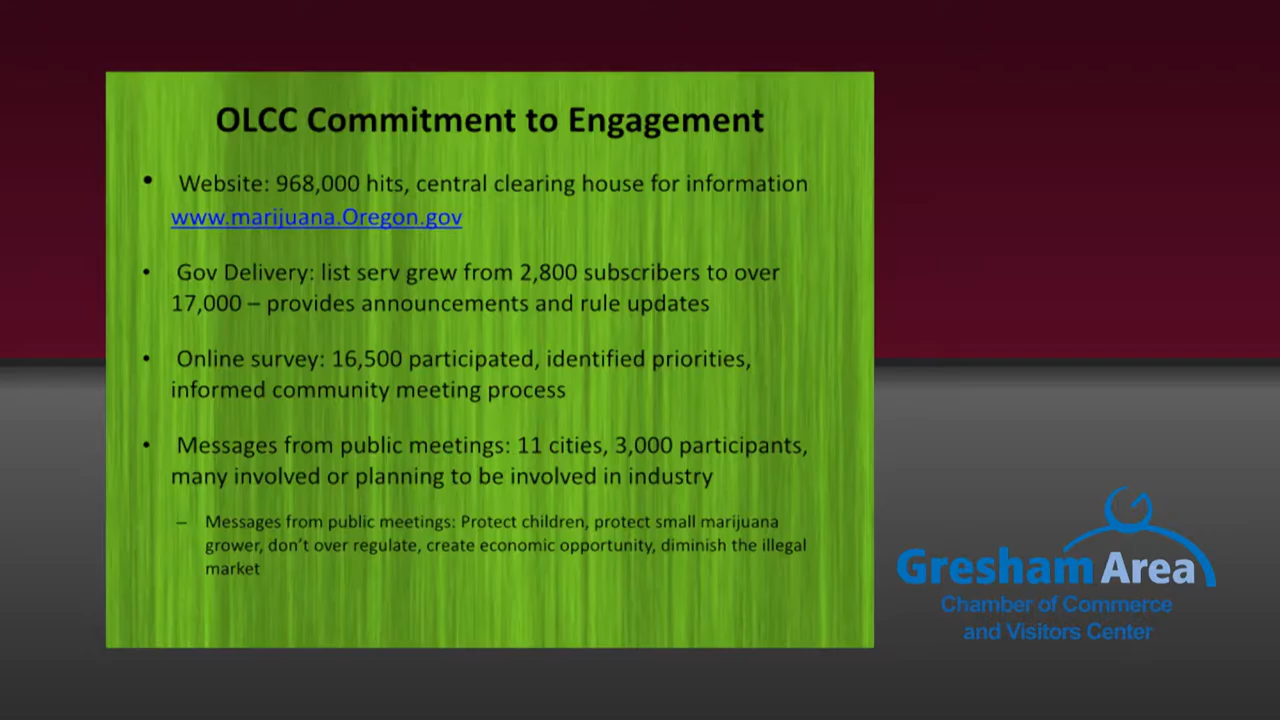 OLCC Commitment to Engagement
• Website: 968,000 hits, central clearing house for information
www.marijuana.Oregon.gov
• Gov Delivery: list serv grew from 2,800 subscribers to over
17,000 – provides announcements and rule updates
• Online survey: 16,500 participated, identified priorities,
informed community meeting process
• Messages from public meetings: 11 cities, 3,000 participants,
many involved or planning to be involved in industry
– Messages from public meetings: Protect children, protect small marijuana
grower, don’t over regulate, create economic opportunity, diminish the illegal
market
Gresham Area
Chamber of Commerce
and Visitors Center